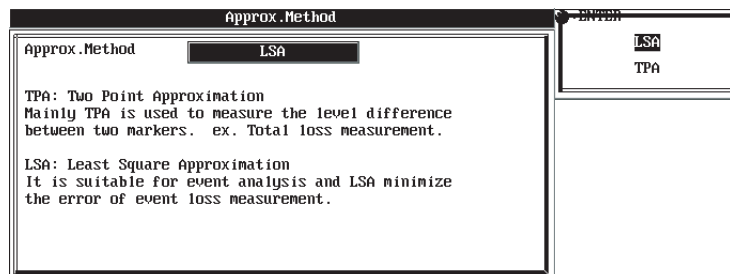 Approx.Method
Approx.Method LSA
TPA: Two Point Approximation
Mainly TPA is used to measure the level difference
between two markers. ex. Total loss measurement.
LSA: Least Square Approximation
It is suitable for event analysis and LSA minimize
the error of event loss measurement.
ENTER
LSA
TPA